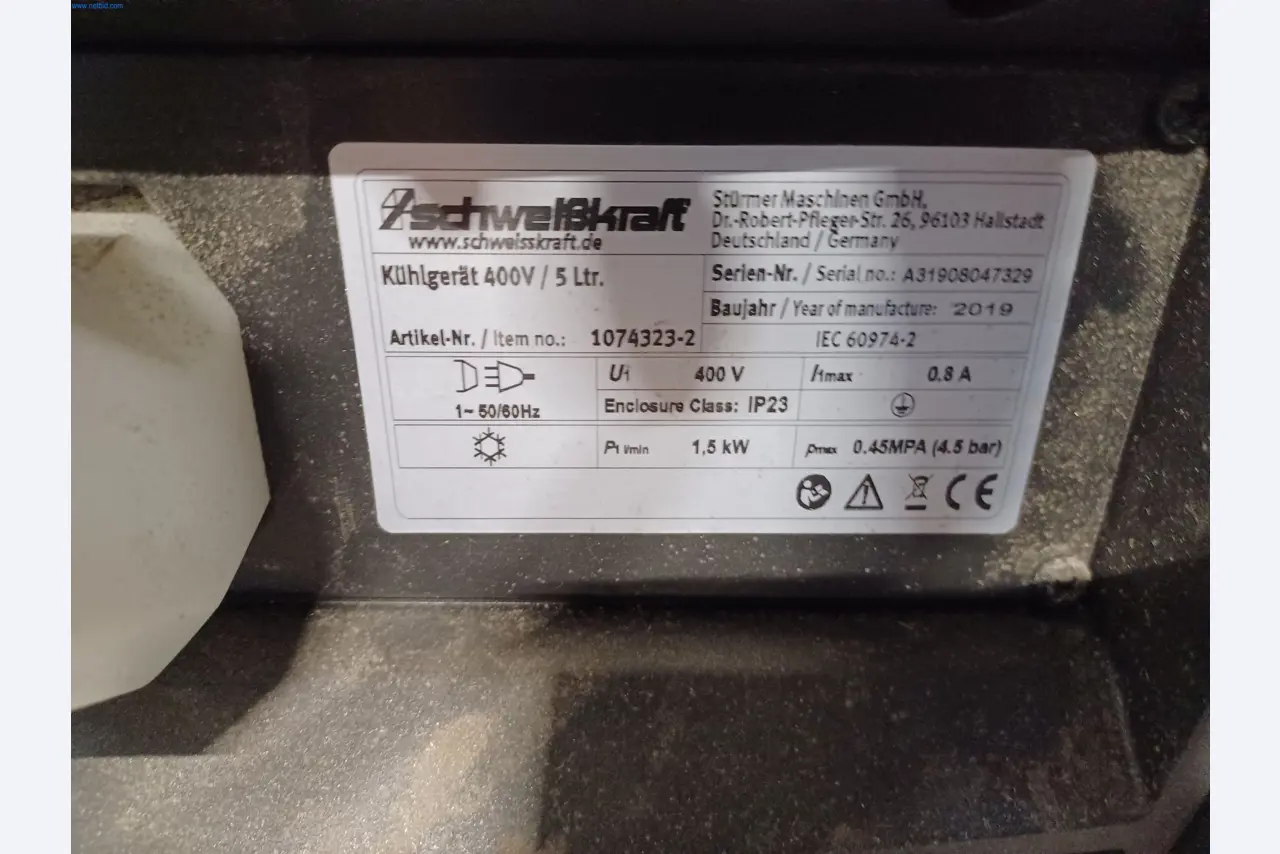 www.netbid.com
schweißkraft
www.schweisskraft.de
Stürmer Maschinen GmbH,
Dr.-Robert-Pfleger-Str. 26, 96103 Hallstadt
Deutschland / Germany
Kühlgerät 400V / 5 Ltr.
Artikel-Nr. / Item no.: 1074323-2
Serien-Nr. / Serial no.: A31908047329
Baujahr / Year of manufacture: 2019
IEC 60974-2
1~ 50/60Hz
U1 400 V
I1max 0.8 A
Enclosure Class: IP23
P1 l/min 1,5 kW
pmax 0.45MPA (4.5 bar)
CE